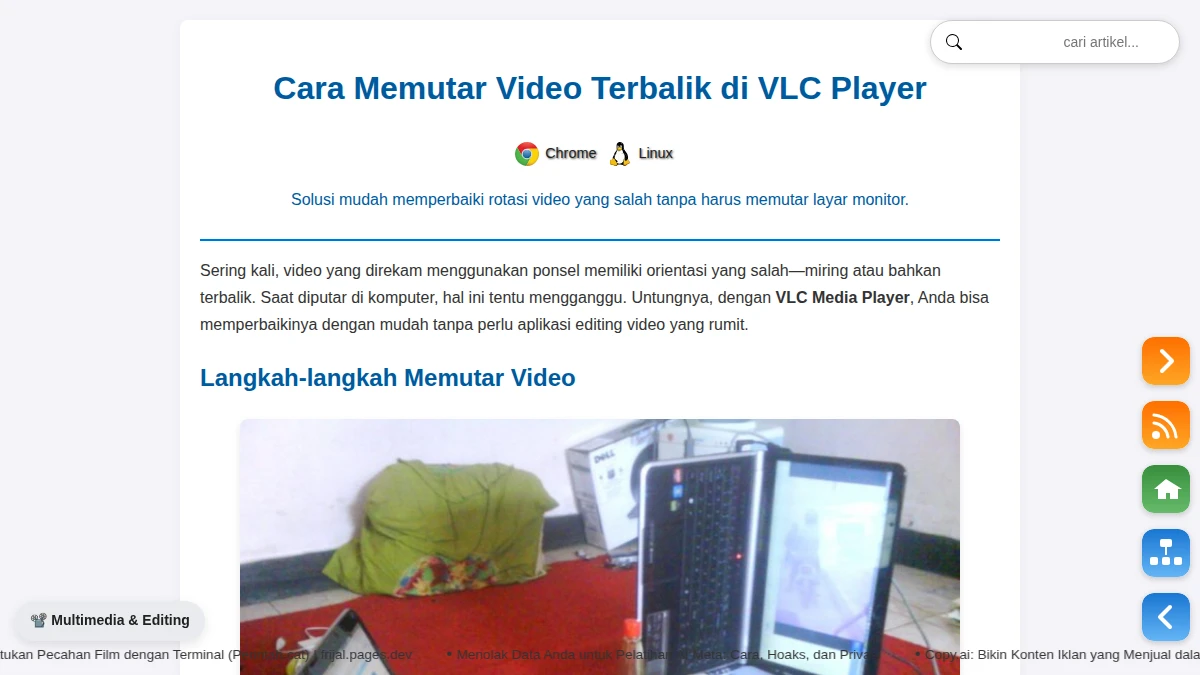 cari artikel...
Cara Memutar Video Terbalik di VLC Player
Chrome Linux
Solusi mudah memperbaiki rotasi video yang salah tanpa harus memutar layar monitor.
Sering kali, video yang direkam menggunakan ponsel memiliki orientasi yang salah—miring atau bahkan
terbalik. Saat diputar di komputer, hal ini tentu mengganggu. Untungnya, dengan VLC Media Player, Anda bisa
memperbaikinya dengan mudah tanpa perlu aplikasi editing video yang rumit.
Langkah-langkah Memutar Video
DELL
Multimedia & Editing
tukan Pecahan Film dengan Terminal frijal.pages.dev • Menolak Data Anda untuk Meta: Cara, Hoaks, dan • Copy.ai: Bikin Konten Iklan yang Menjual dala